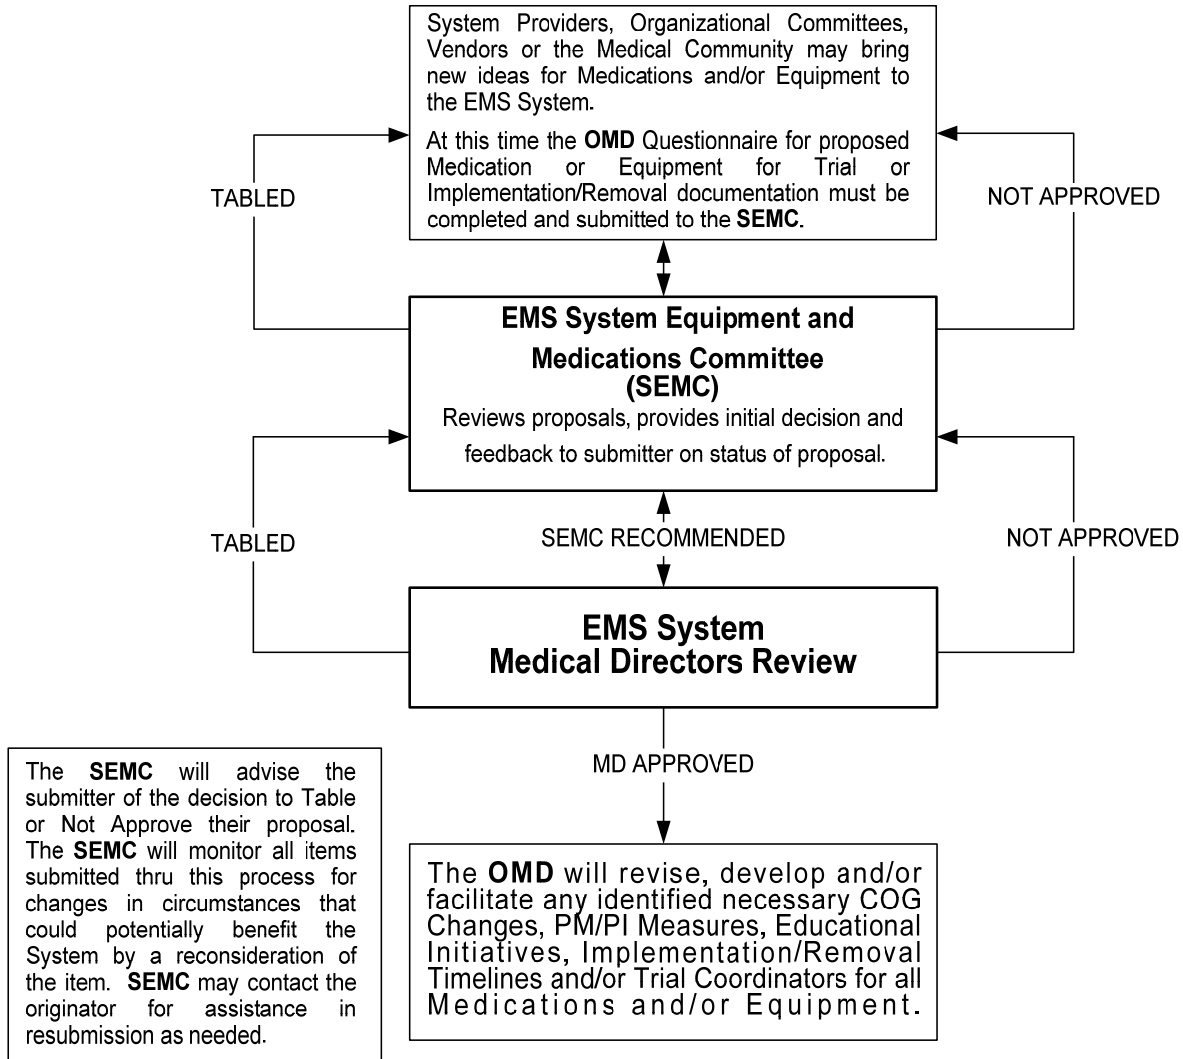 System Providers, Organizational Committees,
Vendors or the Medical Community may bring
new ideas for Medications and/or Equipment to
the EMS System.
At this time the OMD Questionnaire for proposed
Medication or Equipment for Trial or
Implementation/Removal documentation must be
completed and submitted to the SEMC.
TABLED
NOT APPROVED
EMS System Equipment and
Medications Committee
(SEMC)
Reviews proposals, provides initial decision and
feedback to submitter on status of proposal.
TABLED
SEMC RECOMMENDED
NOT APPROVED
EMS System
Medical Directors Review
MD APPROVED
The SEMC will advise the
submitter of the decision to Table
or Not Approve their proposal.
The SEMC will monitor all items
submitted thru this process for
changes in circumstances that
could potentially benefit the
System by a reconsideration of
the item. SEMC may contact the
originator for assistance in
resubmission as needed.
The OMD will revise, develop and/or
facilitate any identified necessary COG
Changes, PM/PI Measures, Educational
Initiatives, Implementation/Removal
Timelines and/or Trial Coordinators for all
Medications and/or Equipment.